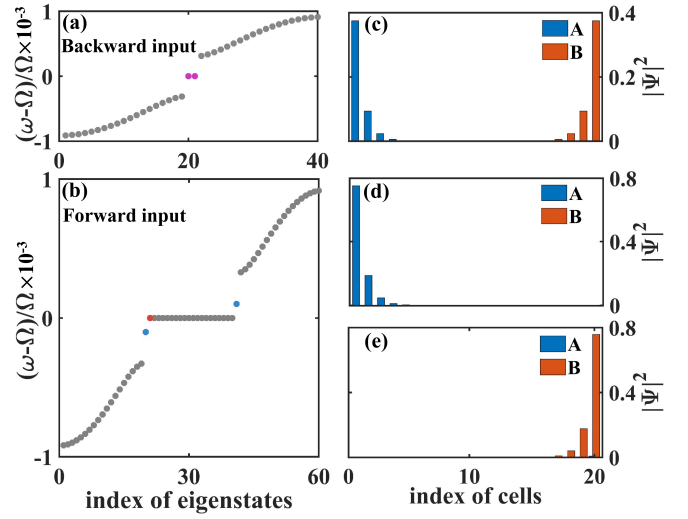 (a)
Backward input
(ω-Ω)/Ω×10⁻³
1
0
-1
0
20
40
(b)
Forward input
(ω-Ω)/Ω×10⁻³
1
0
-1
0
30
60
index of eigenstates
(c)
A
B
0.4
0.2
0
|Ψ|²
(d)
A
B
0.8
0.4
0
|Ψ|²
(e)
A
B
0.8
0.4
0
|Ψ|²
0
10
20
index of cells